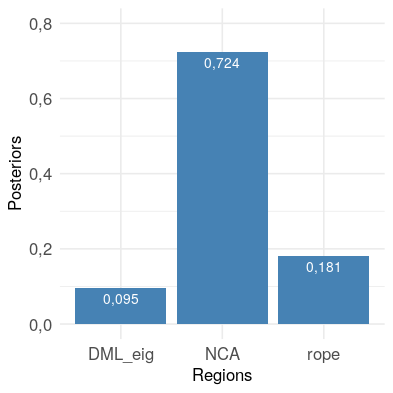 0,8
0,6
0,4
0,2
0,0
Posteriors
0,095
0,724
0,181
DML_eig
NCA
rope
Regions